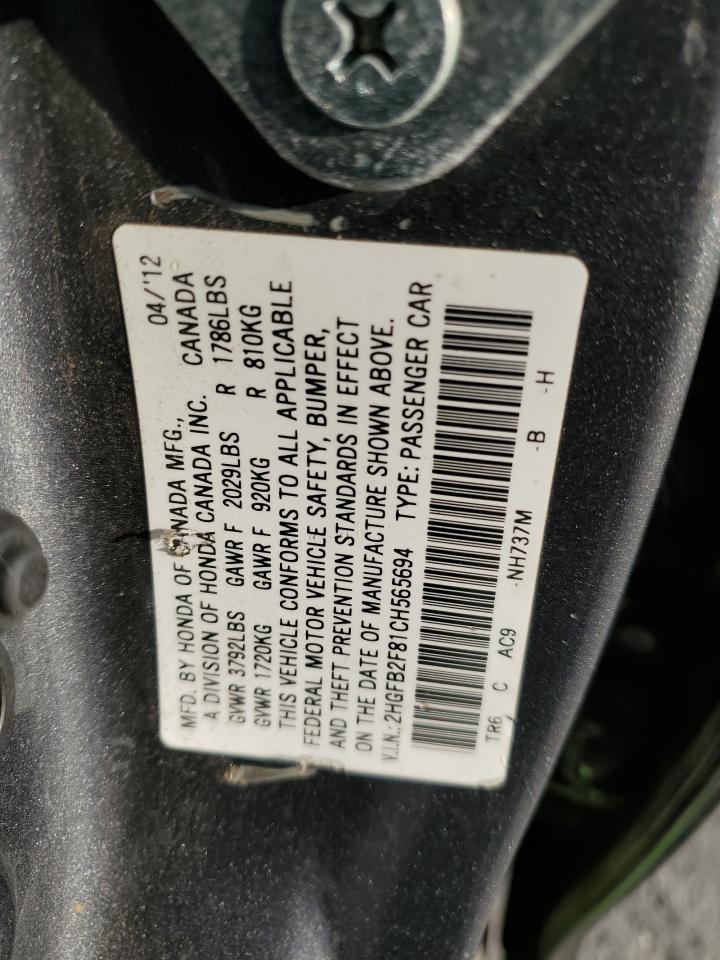 04/'12
MFD. BY HONDA OF CANADA MFG.,
A DIVISION OF HONDA CANADA INC. CANADA
GVWR 3792LBS GAWR F 2029LBS R 1786LBS
GVWR 1720KG GAWR F 920KG R 810KG
THIS VEHICLE CONFORMS TO ALL APPLICABLE
FEDERAL MOTOR VEHICLE SAFETY, BUMPER,
AND THEFT PREVENTION STANDARDS IN EFFECT
ON THE DATE OF MANUFACTURE SHOWN ABOVE.
V.I.N.: 2HGFB2F81CH565694 TYPE: PASSENGER CAR
TR6 C AC9 -NH737M -B -H